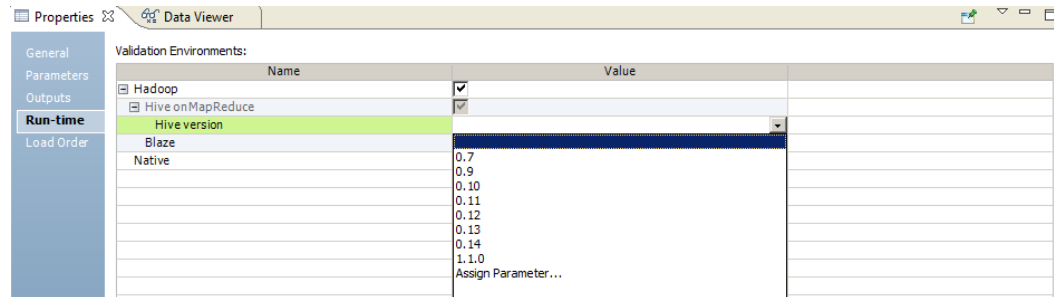 Properties Data Viewer
General
Parameters
Outputs
Run-time
Load Order
Validation Environments:
Name Value
Hadoop
Hive on MapReduce
Hive version
Blaze
Native
0.7
0.9
0.10
0.11
0.12
0.13
0.14
1.1.0
Assign Parameter...